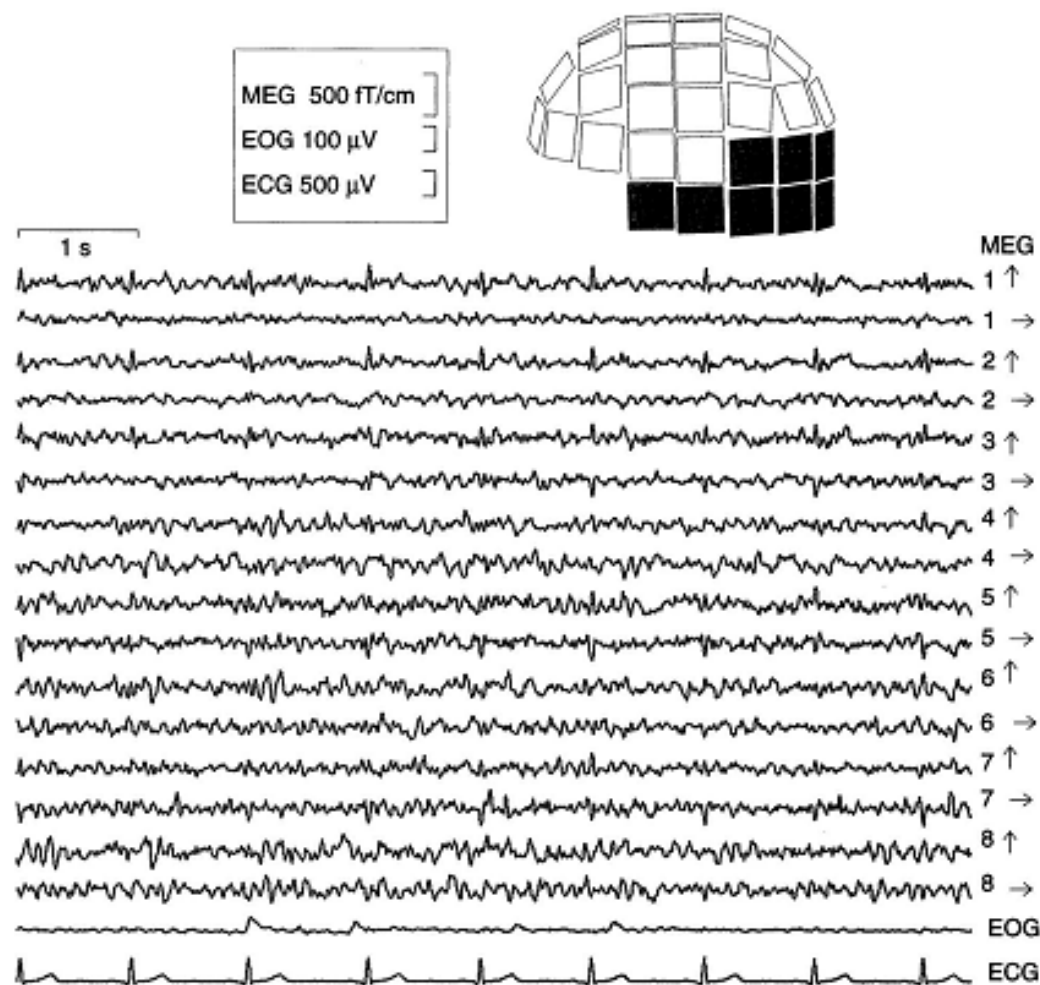 MEG 500 fT/cm
EOG 100 μV
ECG 500 μV
1 s
MEG
1 ↑
1 →
2 ↑
2 →
3 ↑
3 →
4 ↑
4 →
5 ↑
5 →
6 ↑
6 →
7 ↑
7 →
8 ↑
8 →
EOG
ECG